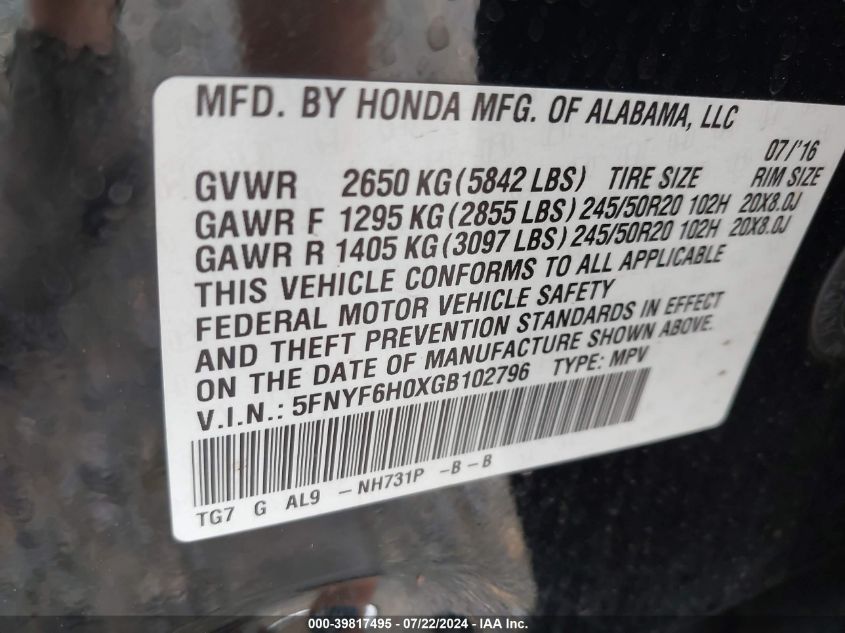 MFD. BY HONDA MFG. OF ALABAMA, LLC
07/'16
GVWR 2650 KG (5842 LBS) TIRE SIZE RIM SIZE
GAWR F 1295 KG (2855 LBS) 245/50R20 102H 20X8.0J
GAWR R 1405 KG (3097 LBS) 245/50R20 102H 20X8.0J
THIS VEHICLE CONFORMS TO ALL APPLICABLE
FEDERAL MOTOR VEHICLE SAFETY
AND THEFT PREVENTION STANDARDS IN EFFECT
ON THE DATE OF MANUFACTURE SHOWN ABOVE.
V.I.N.: 5FNYF6H0XGB102796 TYPE: MPV
TG7 G AL9 -NH731P -B-B
000-39817495 - 07/22/2024 - IAA Inc.